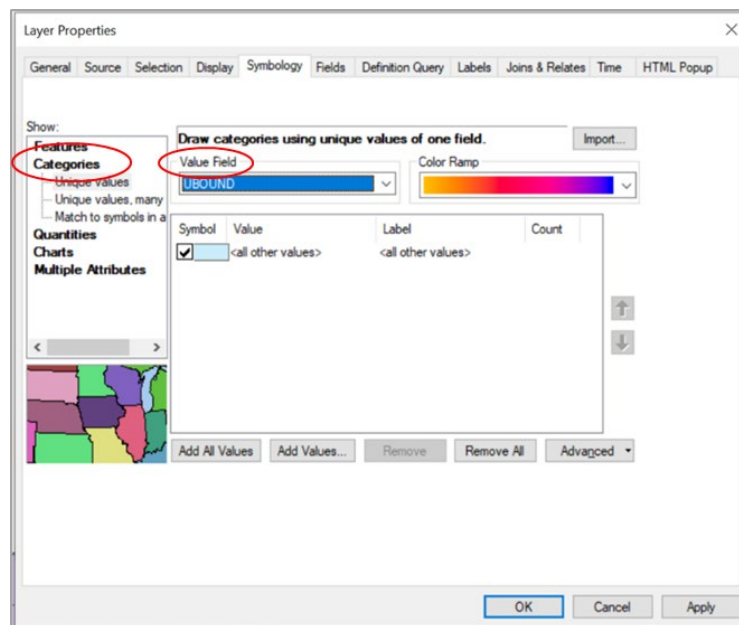 Layer Properties
General Source Selection Display Symbology Fields Definition Query Labels Joins & Relates Time HTML Popup
Show:
Features
Categories
Unique values
Unique values, many
Match to symbols in a
Quantities
Charts
Multiple Attributes
Draw categories using unique values of one field.
Import...
Value Field
UBOUND
Color Ramp
Symbol Value Label Count
<all other values> <all other values>
Add All Values Add Values... Remove Remove All Advanced
OK Cancel Apply